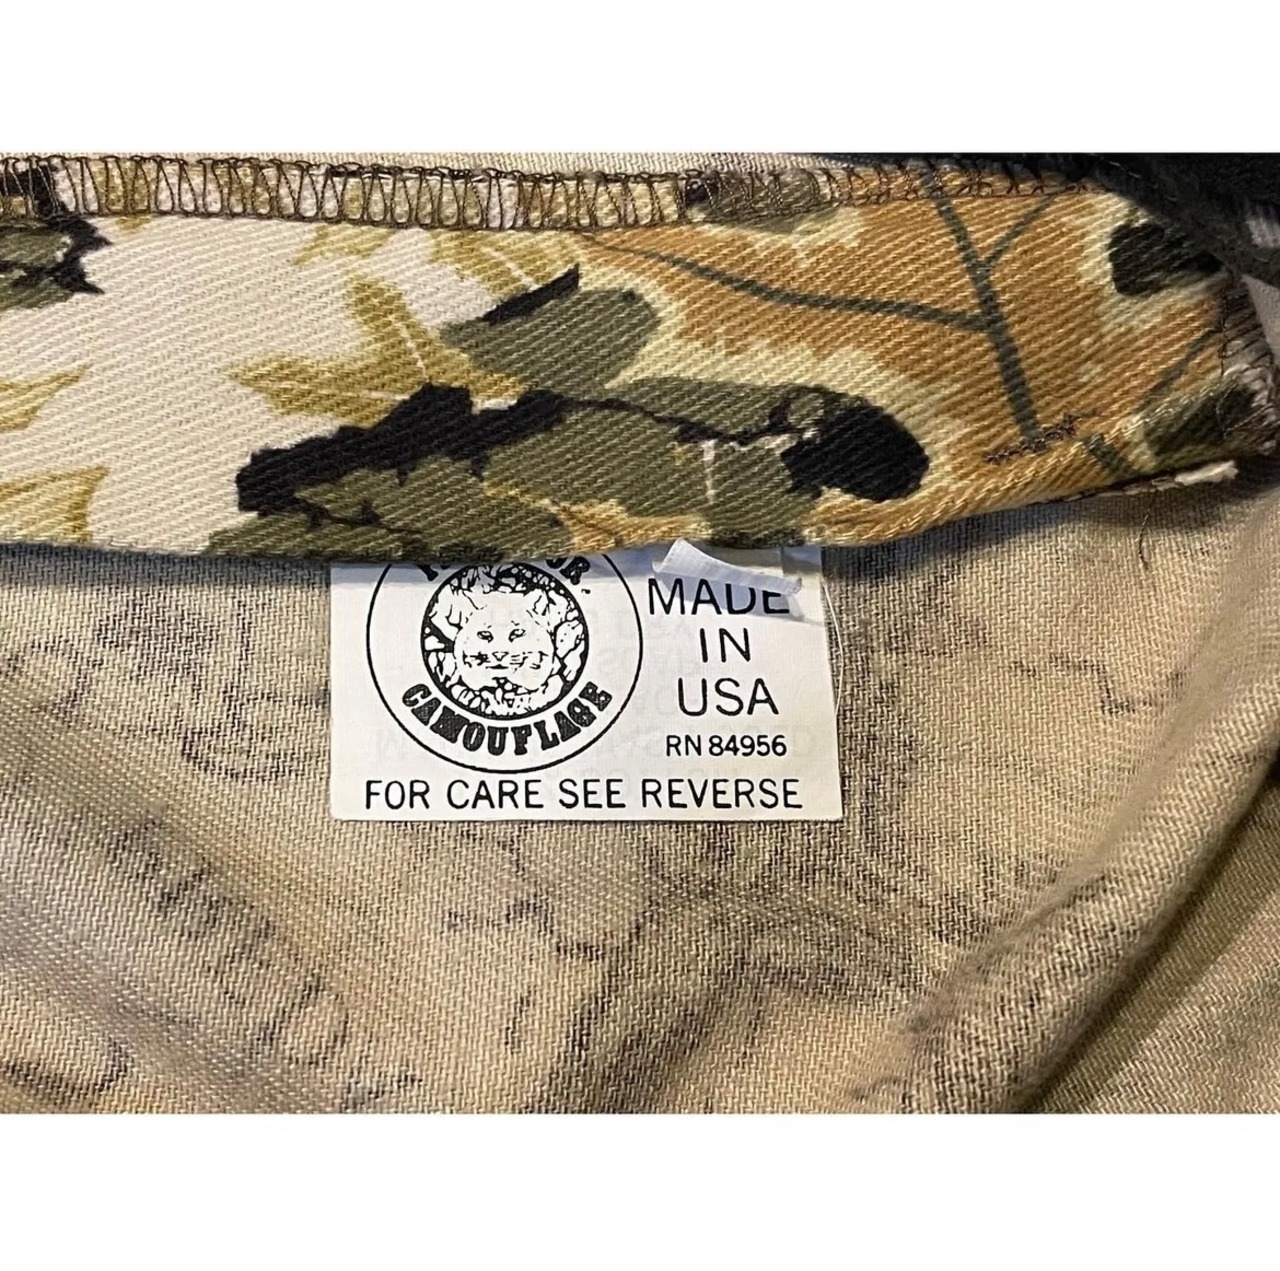 CAMOUFLAGE
MADE
IN
USA
RN 84956
FOR CARE SEE REVERSE